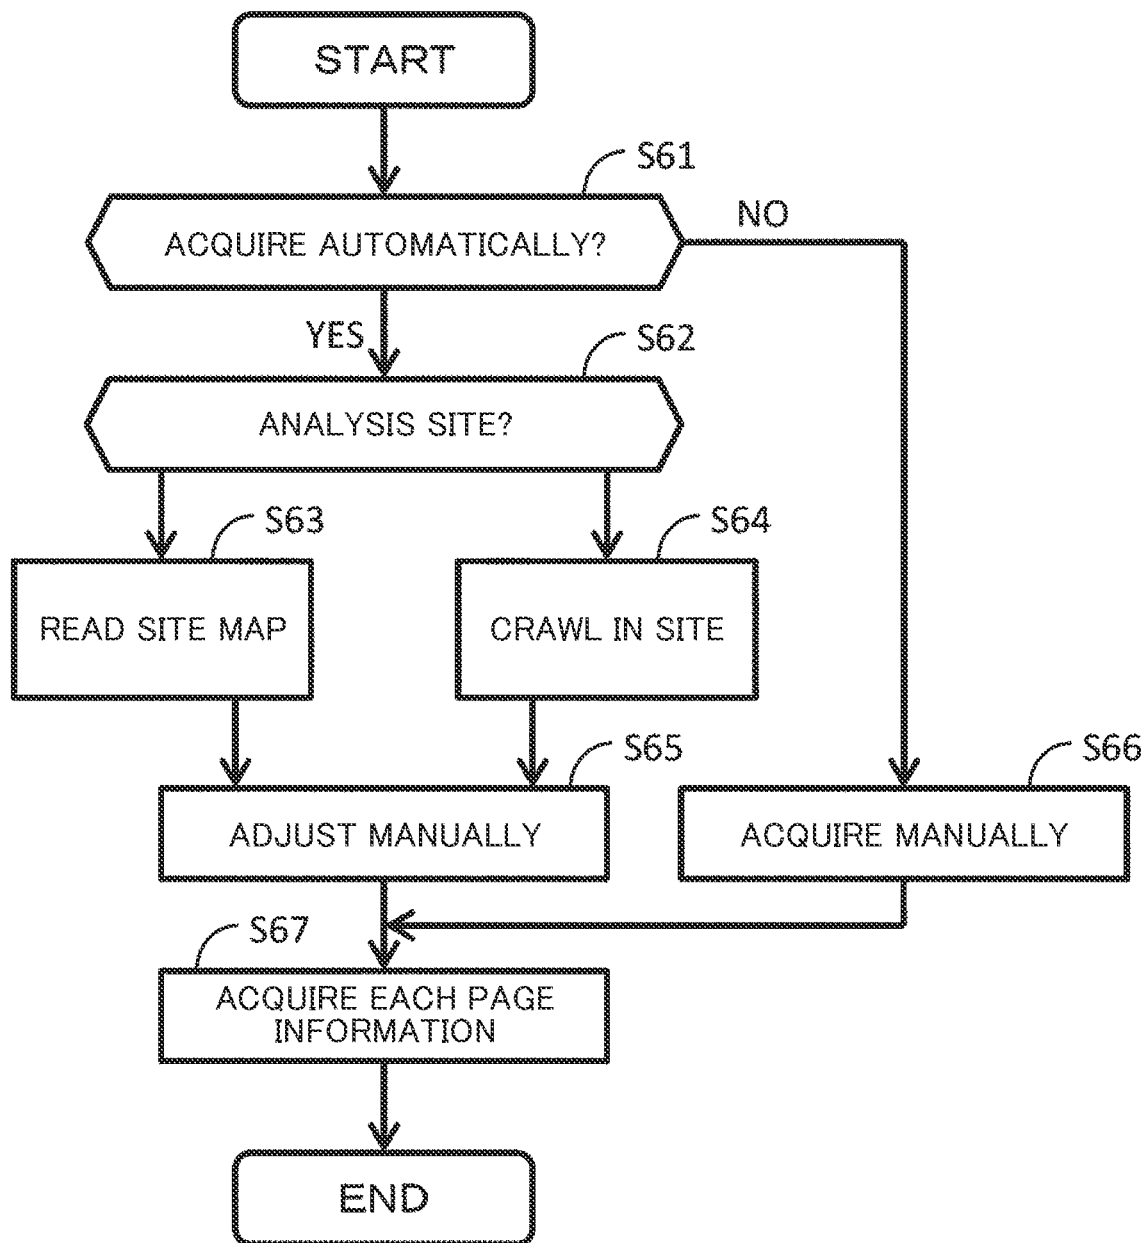 START
S61
ACQUIRE AUTOMATICALLY?
NO
YES
S62
ANALYSIS SITE?
S63
S64
READ SITE MAP
CRAWL IN SITE
S65
S66
ADJUST MANUALLY
ACQUIRE MANUALLY
S67
ACQUIRE EACH PAGE
INFORMATION
END